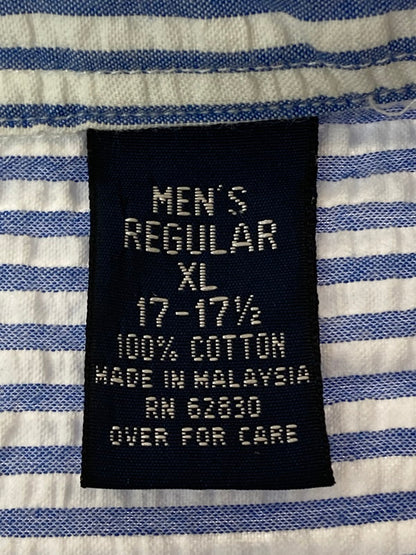 MEN'S
REGULAR
XL
17-17½
100% COTTON
MADE IN MALAYSIA
RN 62830
OVER FOR CARE